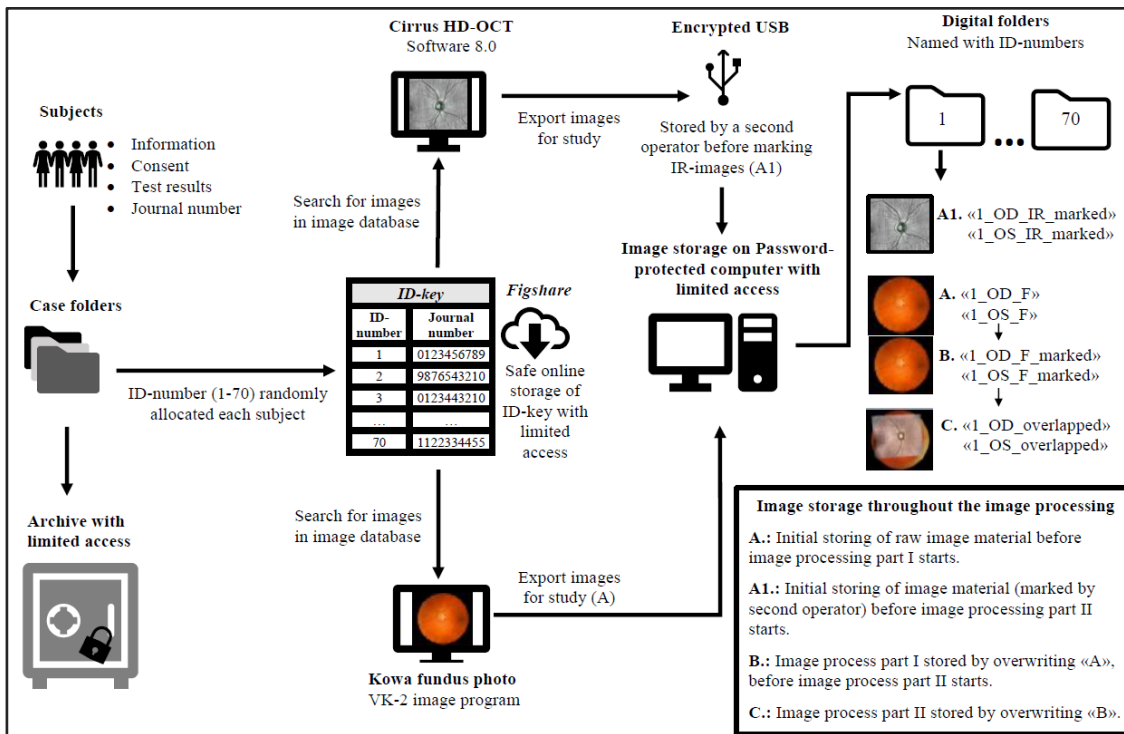 Subjects
• Information
• Consent
• Test results
• Journal number
Case folders
Archive with
limited access
ID-number (1-70) randomly
allocated each subject
Cirrus HD-OCT
Software 8.0
Search for images
in image database
ID-key
ID-
number
Journal
number
1 0123456789
2 9876543210
3 0123443210
... ...
70 1122334455
Figshare
Safe online
storage of
ID-key with
limited
access
Search for images
in image database
Kowa fundus photo
VK-2 image program
Export images
for study
Export images
for study (A)
Encrypted USB
Stored by a second
operator before marking
IR-images (A1)
Image storage on Password-
protected computer with
limited access
Digital folders
Named with ID-numbers
1 ... 70
A1. «1_OD_IR_marked»
«1_OS_IR_marked»
A. «1_OD_F»
«1_OS_F»
B. «1_OD_F_marked»
«1_OS_F_marked»
C. «1_OD_overlapped»
«1_OS_overlapped»
Image storage throughout the image processing
A.: Initial storing of raw image material before
image processing part I starts.
A1.: Initial storing of image material (marked by
second operator) before image processing part II
starts.
B.: Image process part I stored by overwriting «A»,
before image process part II starts.
C.: Image process part II stored by overwriting «B».